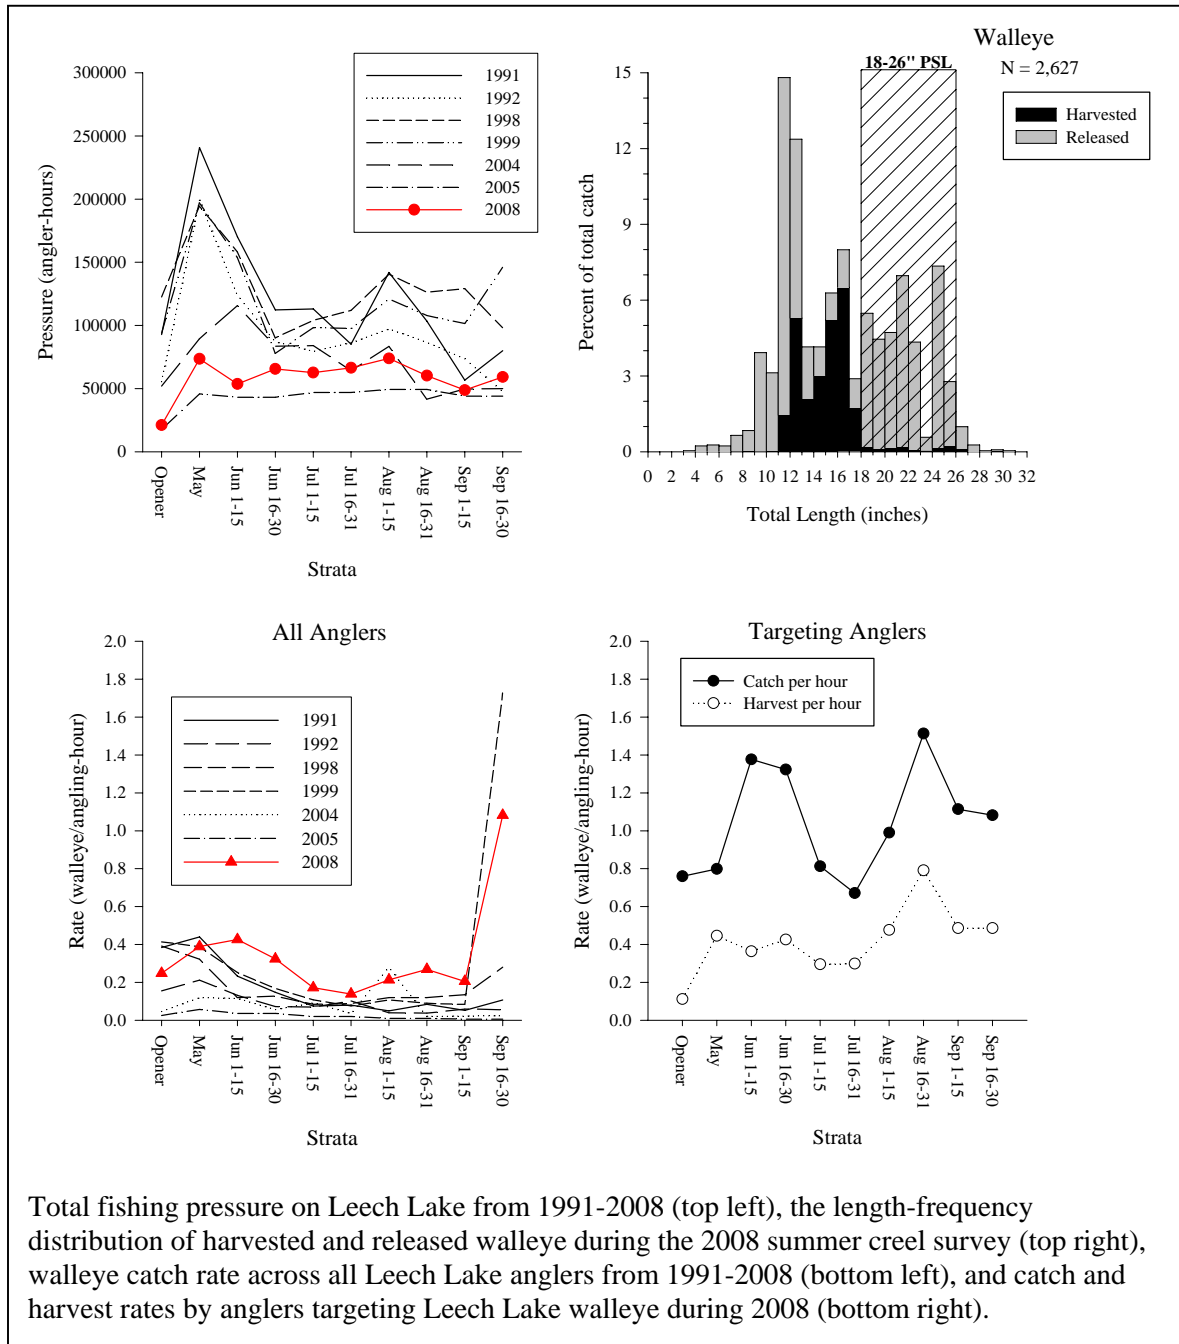 300000
250000
200000
150000
100000
50000
0
Pressure (angler-hours)
1991
1992
1998
1999
2004
2005
2008
Opener
May
Jun 1-15
Jun 16-30
Jul 1-15
Jul 16-31
Aug 1-15
Aug 16-31
Sep 1-15
Sep 16-30
Strata
Walleye
18-26" PSL
N = 2,627
Harvested
Released
15
12
9
6
3
0
Percent of total catch
0 2 4 6 8 10 12 14 16 18 20 22 24 26 28 30 32
Total Length (inches)
All Anglers
2.0
1.8
1.6
1.4
1.2
1.0
0.8
0.6
0.4
0.2
0.0
Rate (walleye/angling-hour)
1991
1992
1998
1999
2004
2005
2008
Opener
May
Jun 1-15
Jun 16-30
Jul 1-15
Jul 16-31
Aug 1-15
Aug 16-31
Sep 1-15
Sep 16-30
Strata
Targeting Anglers
2.0
1.8
1.6
1.4
1.2
1.0
0.8
0.6
0.4
0.2
0.0
Rate (walleye/angling-hour)
Catch per hour
Harvest per hour
Opener
May
Jun 1-15
Jun 16-30
Jul 1-15
Jul 16-31
Aug 1-15
Aug 16-31
Sep 1-15
Sep 16-30
Strata
Total fishing pressure on Leech Lake from 1991-2008 (top left), the length-frequency
distribution of harvested and released walleye during the 2008 summer creel survey (top right),
walleye catch rate across all Leech Lake anglers from 1991-2008 (bottom left), and catch and
harvest rates by anglers targeting Leech Lake walleye during 2008 (bottom right).